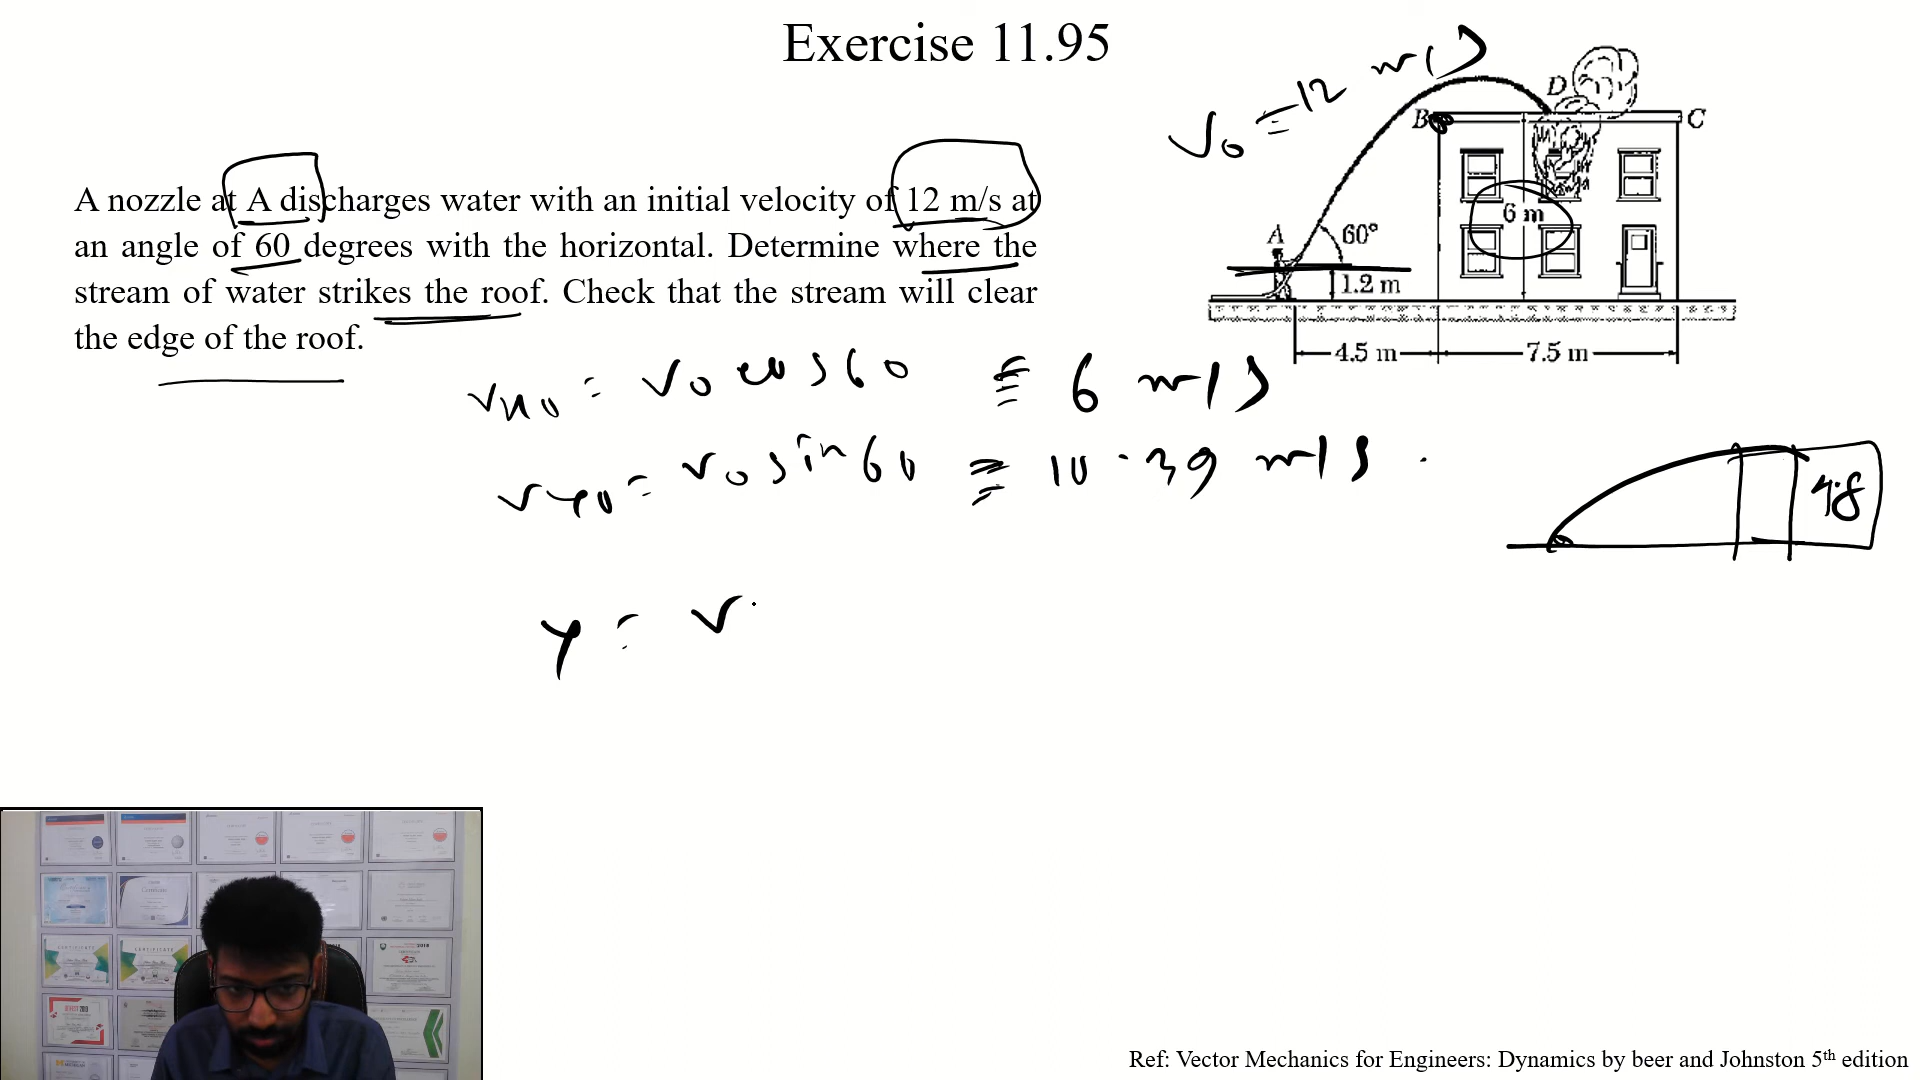 Exercise 11.95
A nozzle at A discharges water with an initial velocity of 12 m/s at
an angle of 60 degrees with the horizontal. Determine where the
stream of water strikes the roof. Check that the stream will clear
the edge of the roof.
V₀ = 12 m/s
D
B
C
6 m
A
60°
1.2 m
4.5 m
7.5 m
Vx₀ = V₀ cos 60 = 6 m/s
Vy₀ = V₀ sin 60 = 10.39 m/s.
4.8
y = V
Ref: Vector Mechanics for Engineers: Dynamics by beer and Johnston 5th edition